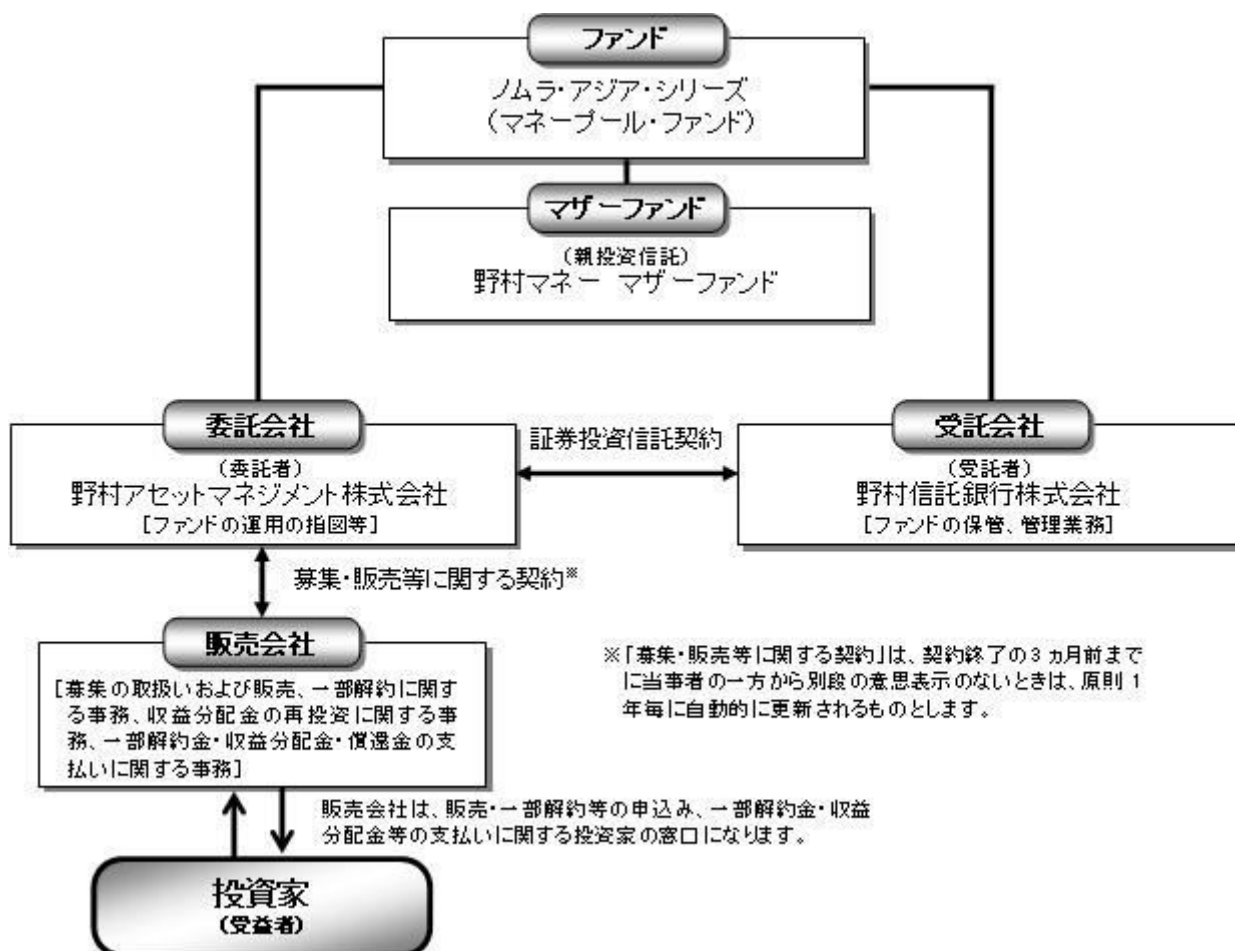 ファンド
ノムラ・アジア・シリーズ
(マネープール・ファンド)
マザーファンド
(親投資信託)
野村マネー マザーファンド
委託会社
(委託者)
野村アセットマネジメント株式会社
[ファンドの運用の指図等]
証券投資信託契約
受託会社
(受託者)
野村信託銀行株式会社
[ファンドの保管、管理業務]
募集・販売等に関する契約※
販売会社
[募集の取扱いおよび販売、一部解約に関す
る事務、収益分配金の再投資に関する事
務、一部解約金・収益分配金・償還金の支
払いに関する事務]
※「募集・販売等に関する契約」は、契約終了の3ヵ月前まで
に当事者の一方から別段の意思表示のないときは、原則1
年毎に自動的に更新されるものとします。
販売会社は、販売・一部解約等の申込み、一部解約金・収益
分配金等の支払いに関する投資家の窓口になります。
投資家
(受益者)